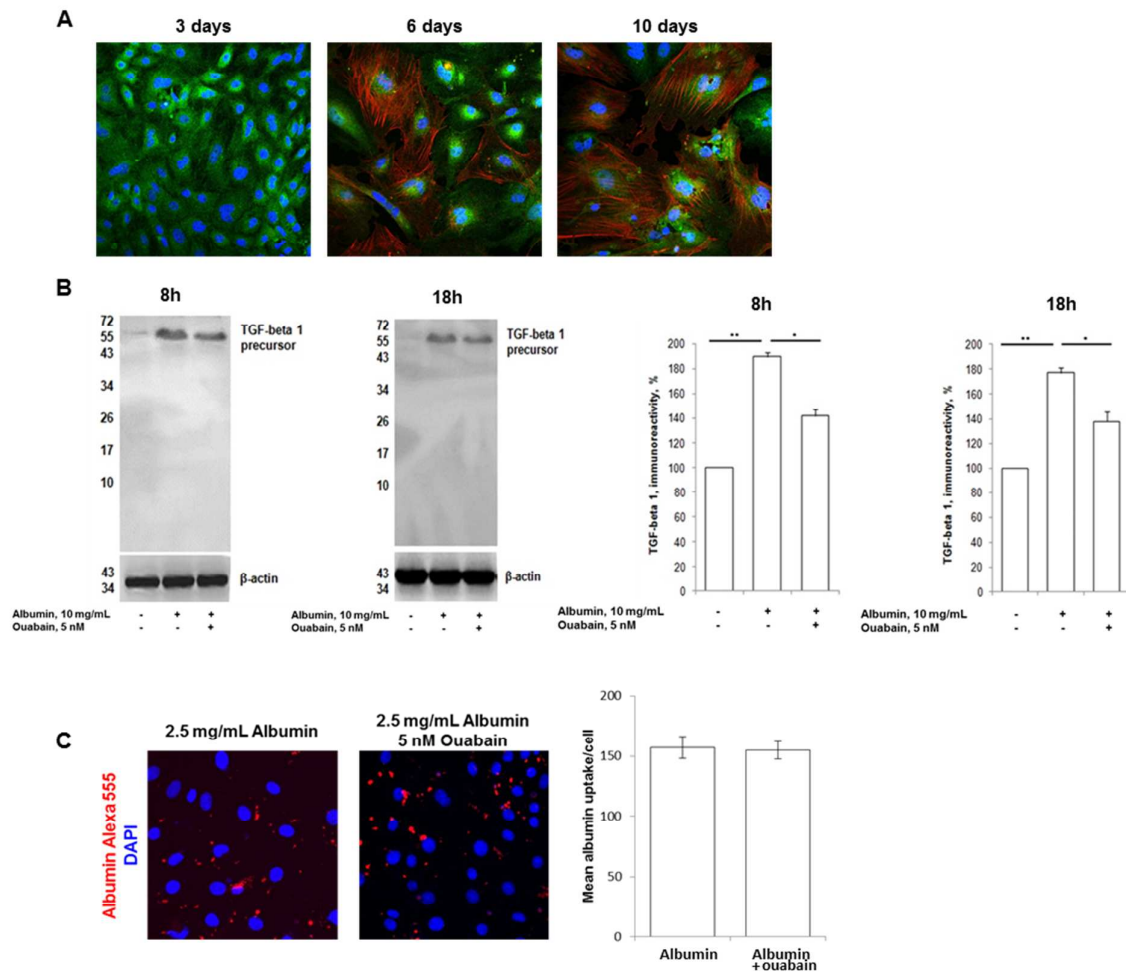 A
3 days
6 days
10 days
B
8h
72
55
43
34
26
17
10
TGF-beta 1
precursor
43
34
β-actin
Albumin, 10 mg/mL - + +
Ouabain, 5 nM - - +
18h
72
55
43
34
26
17
10
TGF-beta 1
precursor
43
34
β-actin
Albumin, 10 mg/mL - + +
Ouabain, 5 nM - - +
8h
** *
TGF-beta 1, immunoreactivity, %
200
180
160
140
120
100
80
60
40
20
0
Albumin, 10 mg/mL - + +
Ouabain, 5 nM - - +
18h
** *
TGF-beta 1, immunoreactivity, %
200
180
160
140
120
100
80
60
40
20
0
Albumin, 10 mg/mL - + +
Ouabain, 5 nM - - +
C
2.5 mg/mL Albumin
2.5 mg/mL Albumin
5 nM Ouabain
Albumin Alexa 555
DAPI
Mean albumin uptake/cell
200
150
100
50
0
Albumin
Albumin
+ouabain